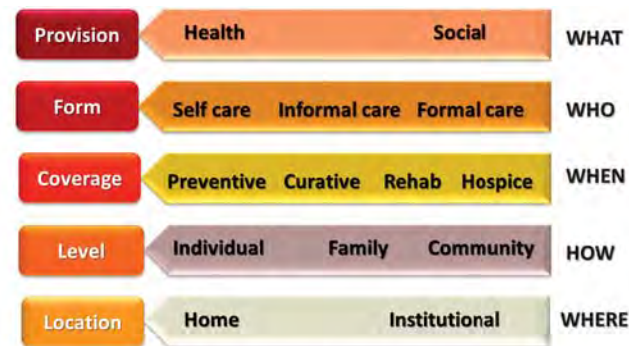 Provision Health Social WHAT
Form Self care Informal care Formal care WHO
Coverage Preventive Curative Rehab Hospice WHEN
Level Individual Family Community HOW
Location Home Institutional WHERE